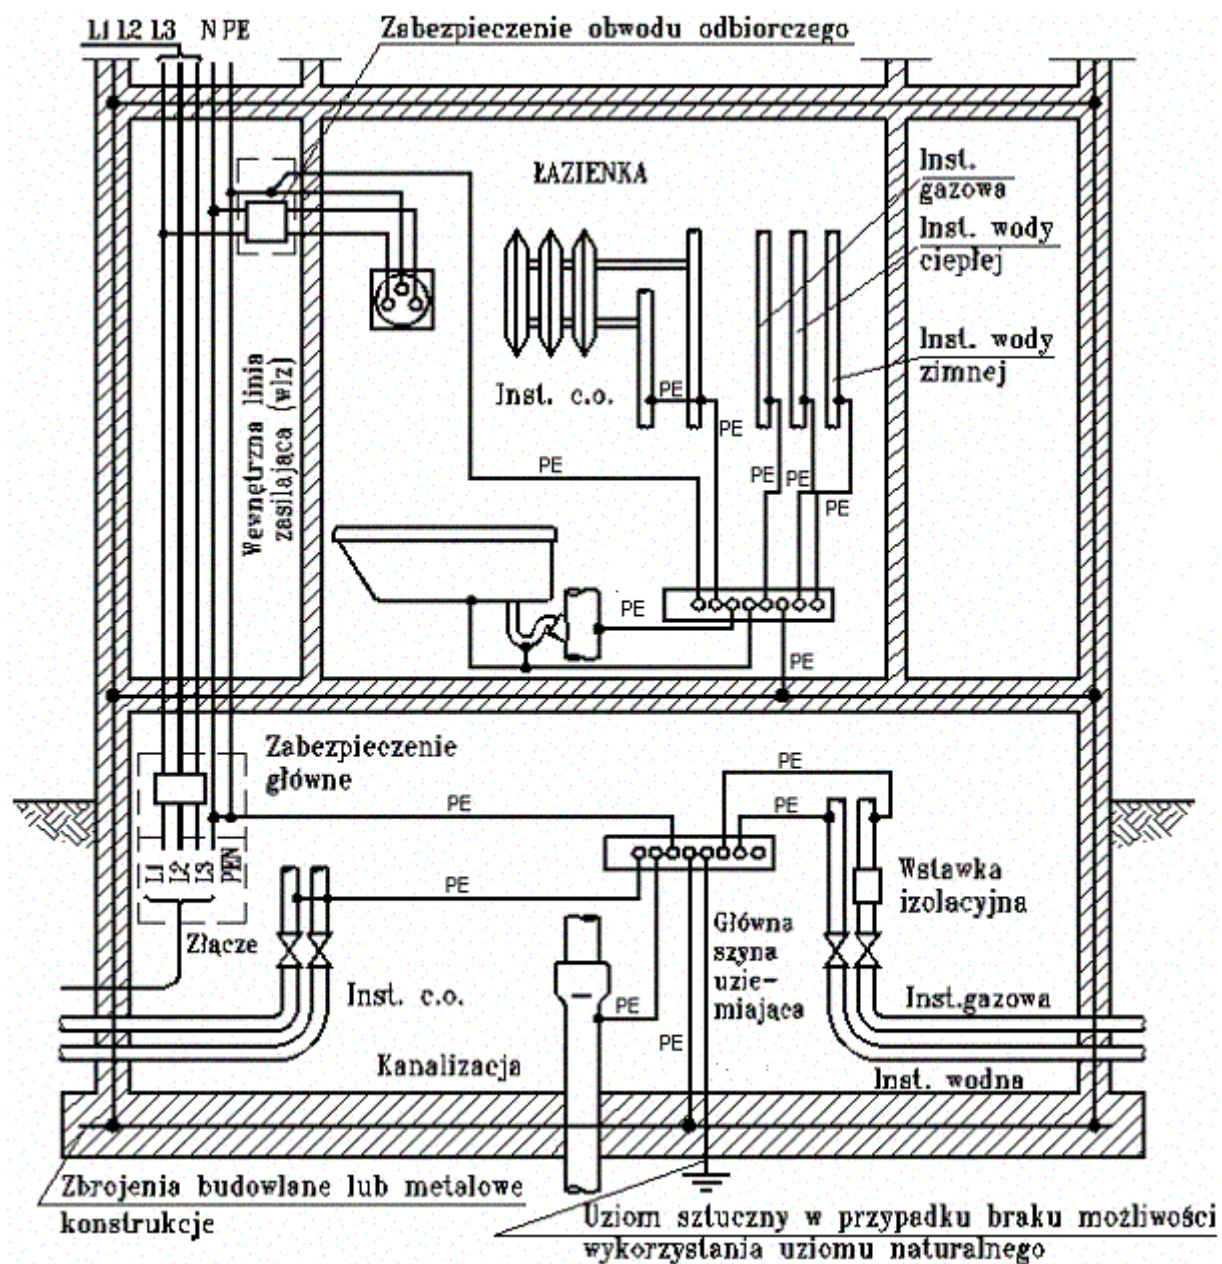 L1 L2 L3 N PE
Zabezpieczenie obwodu odbiorczego
ŁAZIENKA
Inst.
gazowa
Inst. wody
ciepłej
Inst. wody
zimnej
Wewnętrzna linia
zasilająca (wlz)
Inst. c.o.
PE
PE
PE
PE
PE
PE
PE
PE
Zabezpieczenie
główne
PE
PE
PE
L1
L2
L3
PEN
Złącze
PE
Wstawka
izolacyjna
Główna
szyna
uzie-
miająca
Inst. c.o.
PE
PE
Inst.gazowa
Kanalizacja
Inst. wodna
Zbrojenia budowlane lub metalowe
konstrukcje
Uziom sztuczny w przypadku braku możliwości
wykorzystania uziomu naturalnego